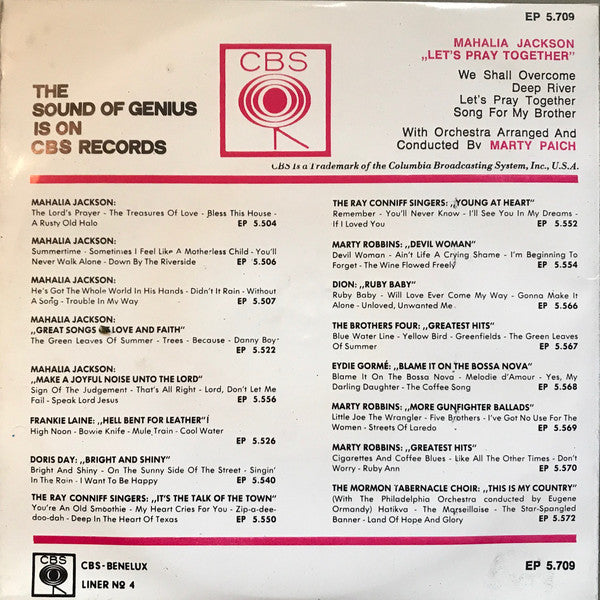 EP 5.709
CBS
THE
SOUND OF GENIUS
IS ON
CBS RECORDS
MAHALIA JACKSON
„LET'S PRAY TOGETHER"
We Shall Overcome
Deep River
Let's Pray Together
Song For My Brother
With Orchestra Arranged And
Conducted By MARTY PAICH
CBS Is a Trademark of the Columbia Broadcasting System, Inc., U.S.A.
MAHALIA JACKSON:
The Lord's Prayer - The Treasures Of Love - Bless This House -
A Rusty Old Halo EP 5.504
MAHALIA JACKSON:
Summertime - Sometimes I Feel Like A Motherless Child - You'll
Never Walk Alone - Down By The Riverside EP 5.506
MAHALIA JACKSON:
He's Got The Whole World In His Hands - Didn't It Rain - Without
A Song - Trouble In My Way EP 5.507
MAHALIA JACKSON:
„GREAT SONGS OF LOVE AND FAITH"
The Green Leaves Of Summer - Trees - Because - Danny Boy
EP 5.522
MAHALIA JACKSON:
„MAKE A JOYFUL NOISE UNTO THE LORD"
Sign Of The Judgement - That's All Right - Lord, Don't Let Me
Fail - Speak Lord Jesus EP 5.556
FRANKIE LAINE: „HELL BENT FOR LEATHER"!
High Noon - Bowie Knife - Mule Train - Cool Water
EP 5.526
DORIS DAY: „BRIGHT AND SHINY"
Bright And Shiny - On The Sunny Side Of The Street - Singin'
In The Rain - I Want To Be Happy EP 5.540
THE RAY CONNIFF SINGERS: „IT'S THE TALK OF THE TOWN"
You're An Old Smoothie - My Heart Cries For You - Zip-a-dee-
doo-dah - Deep In The Heart Of Texas EP 5.550
THE RAY CONNIFF SINGERS: „YOUNG AT HEART"
Remember - You'll Never Know - I'll See You In My Dreams -
If I Loved You EP 5.552
MARTY ROBBINS: „DEVIL WOMAN"
Devil Woman - Ain't Life A Crying Shame - I'm Beginning To
Forget - The Wine Flowed Freely EP 5.554
DION: „RUBY BABY"
Ruby Baby - Will Love Ever Come My Way - Gonna Make It
Alone - Unloved, Unwanted Me EP 5.566
THE BROTHERS FOUR: „GREATEST HITS"
Blue Water Line - Yellow Bird - Greenfields - The Green Leaves
Of Summer EP 5.567
EYDIE GORMÉ: „BLAME IT ON THE BOSSA NOVA"
Blame It On The Bossa Nova - Melodie d'Amour - Yes, My
Darling Daughter - The Coffee Song EP 5.568
MARTY ROBBINS: „MORE GUNFIGHTER BALLADS"
Little Joe The Wrangler - Five Brothers - I've Got No Use For The
Women - Streets Of Laredo EP 5.569
MARTY ROBBINS: „GREATEST HITS"
Cigarettes And Coffee Blues - Like All The Other Times - Don't
Worry - Ruby Ann EP 5.570
THE MORMON TABERNACLE CHOIR: „THIS IS MY COUNTRY"
(With The Philadelphia Orchestra conducted by Eugene
Ormandy) Hatikva - The Marseillaise - The Star-Spangled
Banner - Land Of Hope And Glory EP 5.572
CBS
CBS-BENELUX
LINER No 4
EP 5.709